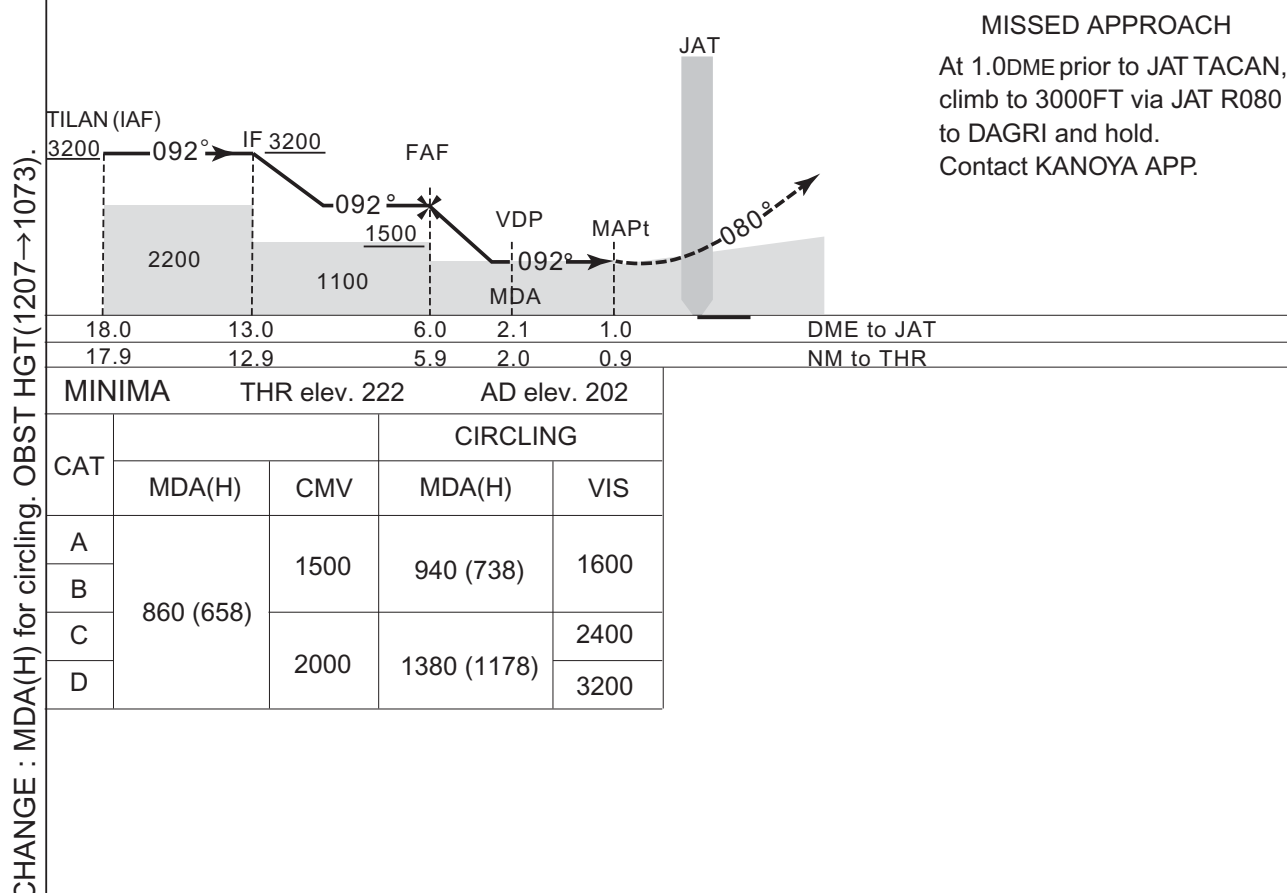 MISSED APPROACH
At 1.0DME prior to JAT TACAN,
climb to 3000FT via JAT R080
to DAGRI and hold.
Contact KANOYA APP.
JAT
TILAN (IAF)
3200
092°
IF 3200
FAF
092°
1500
VDP
MAPt
092°
080°
2200
1100
MDA
18.0 13.0 6.0 2.1 1.0 DME to JAT
17.9 12.9 5.9 2.0 0.9 NM to THR
MINIMA THR elev. 222 AD elev. 202
CAT CIRCLING
MDA(H) CMV MDA(H) VIS
A 1500 940 (738) 1600
B
860 (658)
C 2000 1380 (1178) 2400
D 3200
CHANGE : MDA(H) for circling. OBST HGT(1207→1073).